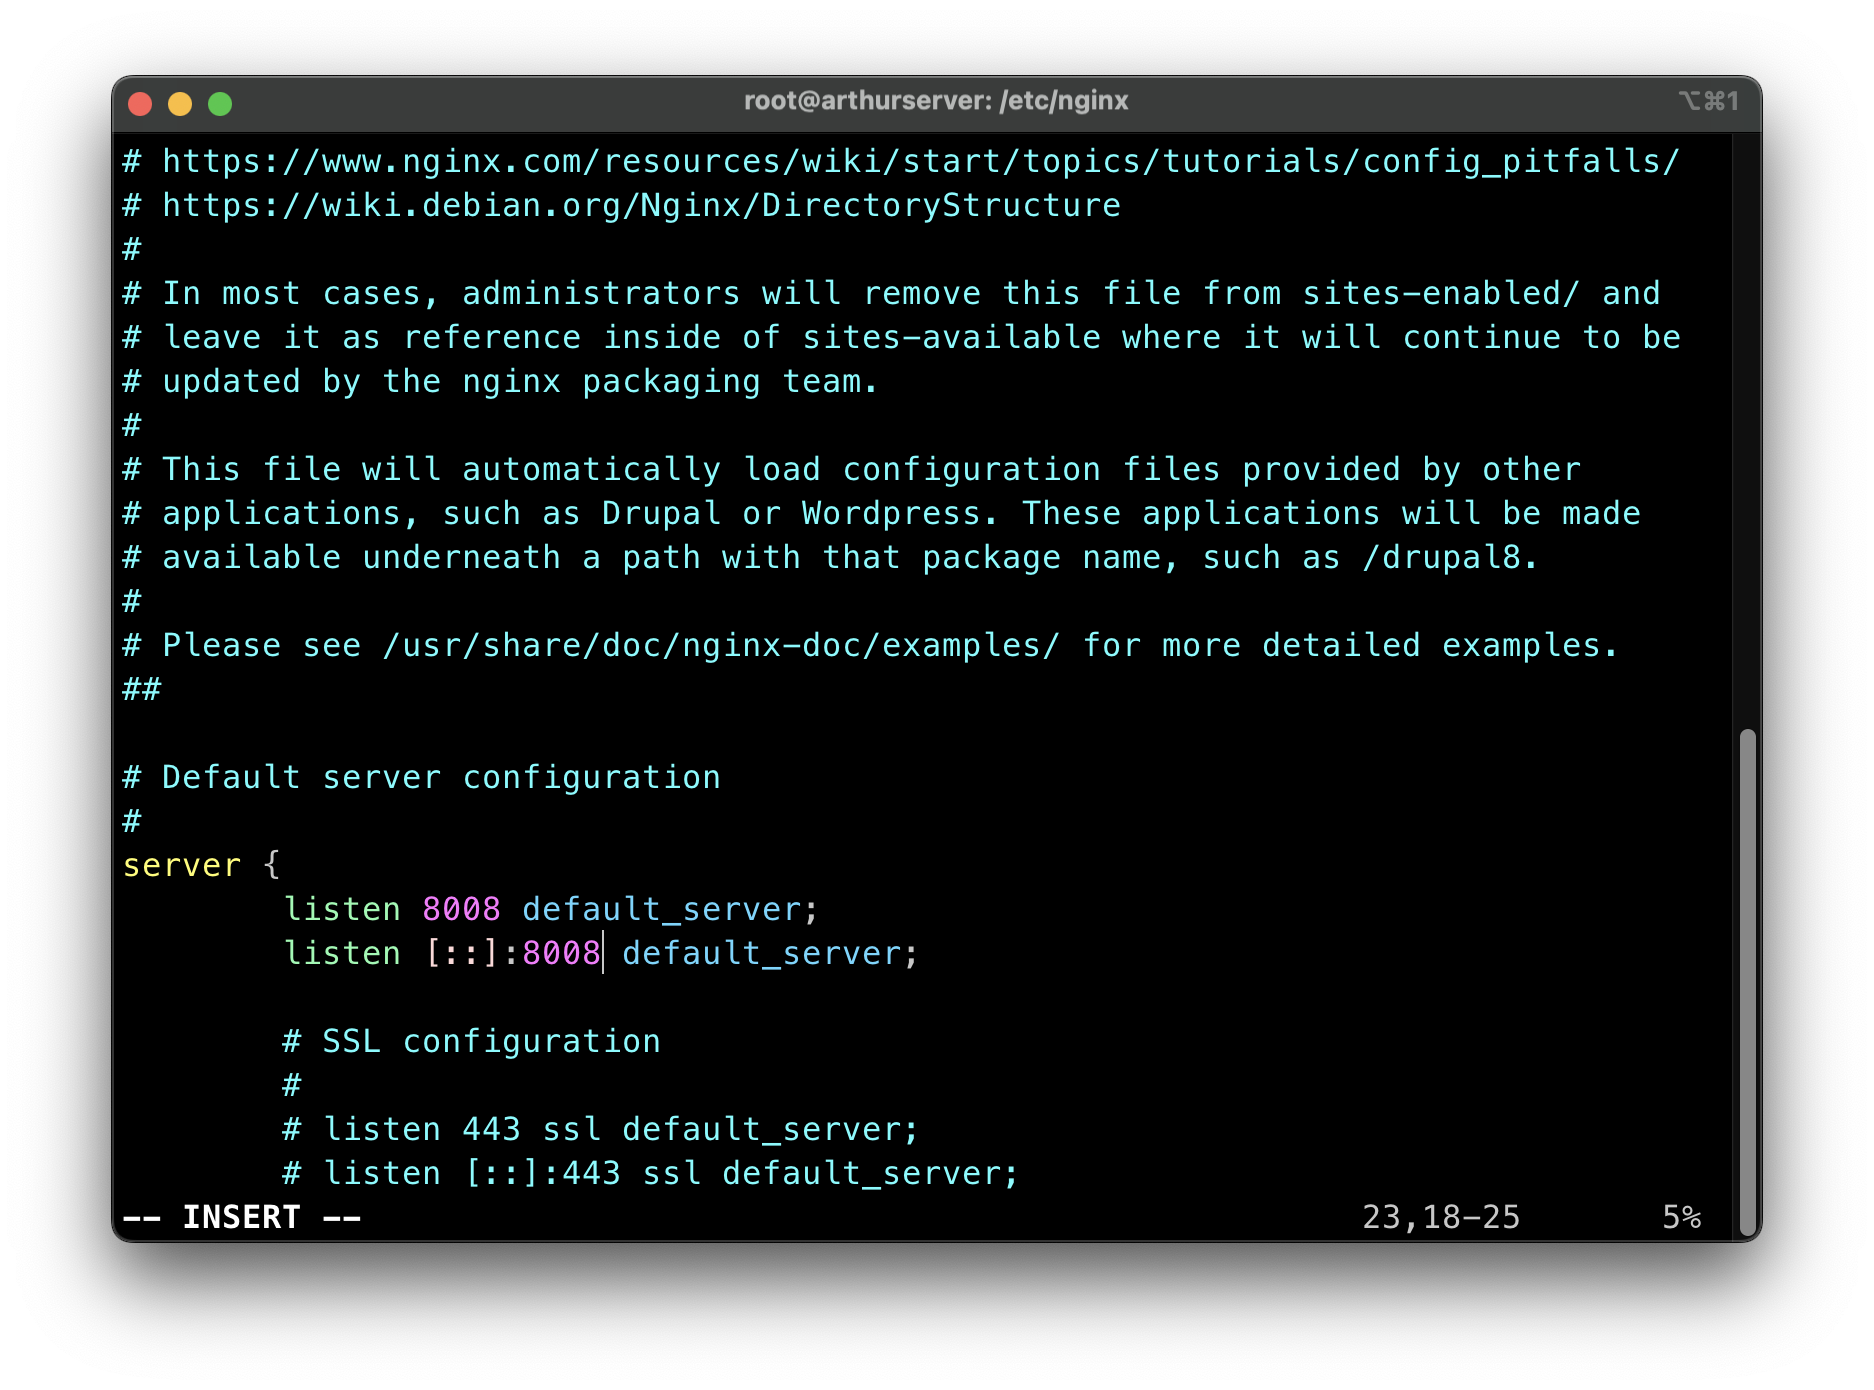 root@arthurserver: /etc/nginx
⌥⌘1
# https://www.nginx.com/resources/wiki/start/topics/tutorials/config_pitfalls/
# https://wiki.debian.org/Nginx/DirectoryStructure
#
# In most cases, administrators will remove this file from sites-enabled/ and
# leave it as reference inside of sites-available where it will continue to be
# updated by the nginx packaging team.
#
# This file will automatically load configuration files provided by other
# applications, such as Drupal or Wordpress. These applications will be made
# available underneath a path with that package name, such as /drupal8.
#
# Please see /usr/share/doc/nginx-doc/examples/ for more detailed examples.
##

# Default server configuration
#
server {
        listen 8008 default_server;
        listen [::]:8008 default_server;

        # SSL configuration
        #
        # listen 443 ssl default_server;
        # listen [::]:443 ssl default_server;
-- INSERT -- 23,18-25 5%